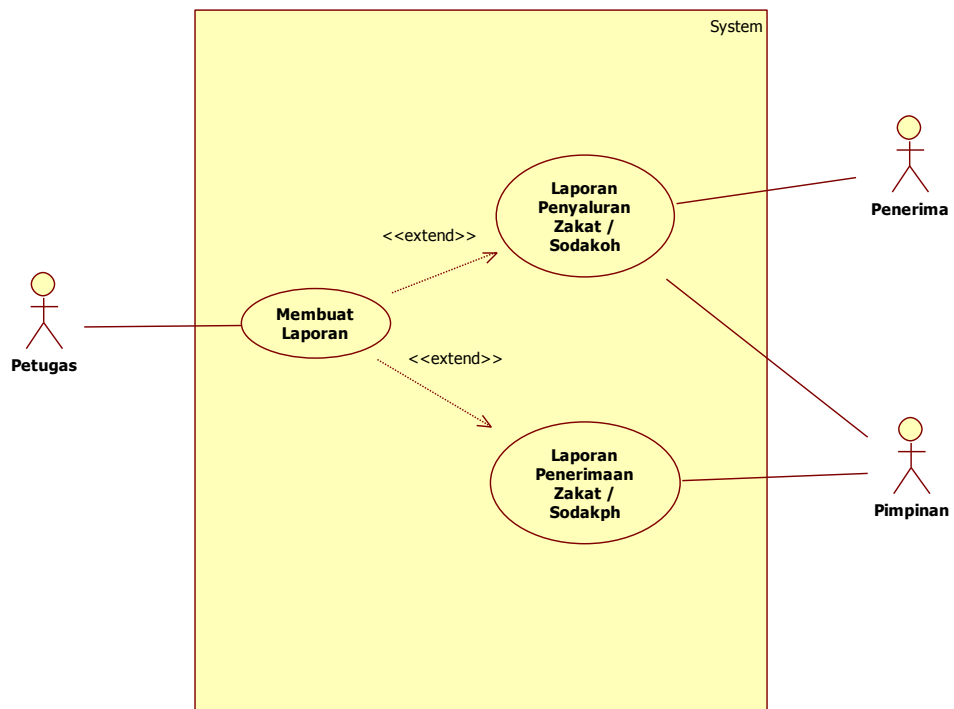 System
Laporan
Penyaluran
Zakat /
Sodakoh
Penerima
<<extend>>
Membuat
Laporan
Petugas
<<extend>>
Laporan
Penerimaan
Zakat /
Sodakph
Pimpinan